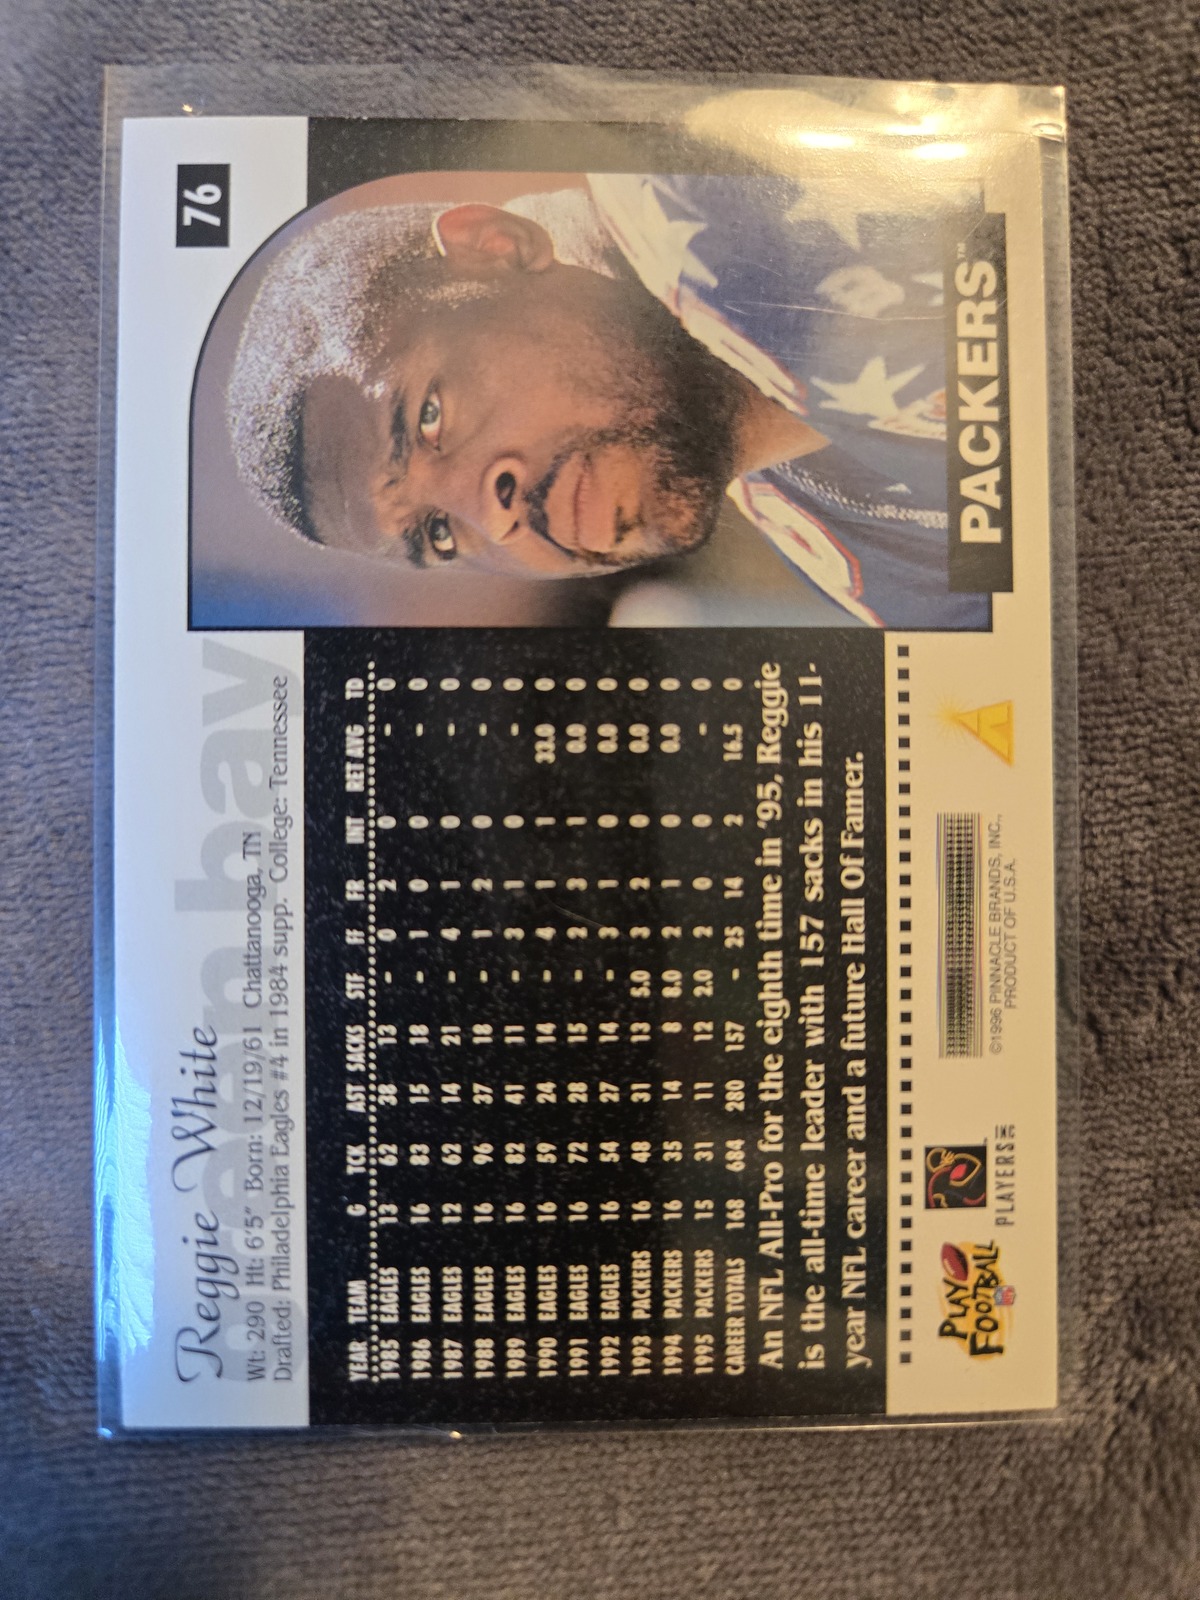 76
green bay
Reggie White
Wt: 290 Ht: 6'5" Born: 12/19/61 Chattanooga, TN
Drafted: Philadelphia Eagles #4 in 1984 supp. College: Tennessee
YEAR TEAM G TCK AST SACKS STF FF FR INT RET AVG TD
1985 EAGLES 13 62 38 13 - 0 2 0 - 0
1986 EAGLES 16 83 15 18 - 1 0 0 - 0
1987 EAGLES 12 62 14 21 - 4 1 0 - 0
1988 EAGLES 16 96 37 18 - 1 2 0 - 0
1989 EAGLES 16 82 41 11 - 3 1 0 - 0
1990 EAGLES 16 59 24 14 - 4 1 1 33.0 0
1991 EAGLES 16 72 28 15 - 2 3 1 0.0 0
1992 EAGLES 16 54 27 14 - 3 1 0 0.0 0
1993 PACKERS 16 48 31 13 5.0 3 2 0 0.0 0
1994 PACKERS 16 35 14 8 8.0 2 1 0 0.0 0
1995 PACKERS 15 31 11 12 2.0 2 0 0 - 0
CAREER TOTALS 168 684 280 157 - 25 14 2 16.5 0
An NFL All-Pro for the eighth time in '95, Reggie
is the all-time leader with 157 sacks in his 11-
year NFL career and a future Hall Of Famer.
PACKERS™
PLAY
FOOTBALL
NFL
PLAYERS INC
©1996 PINNACLE BRANDS, INC.,
PRODUCT OF U.S.A.